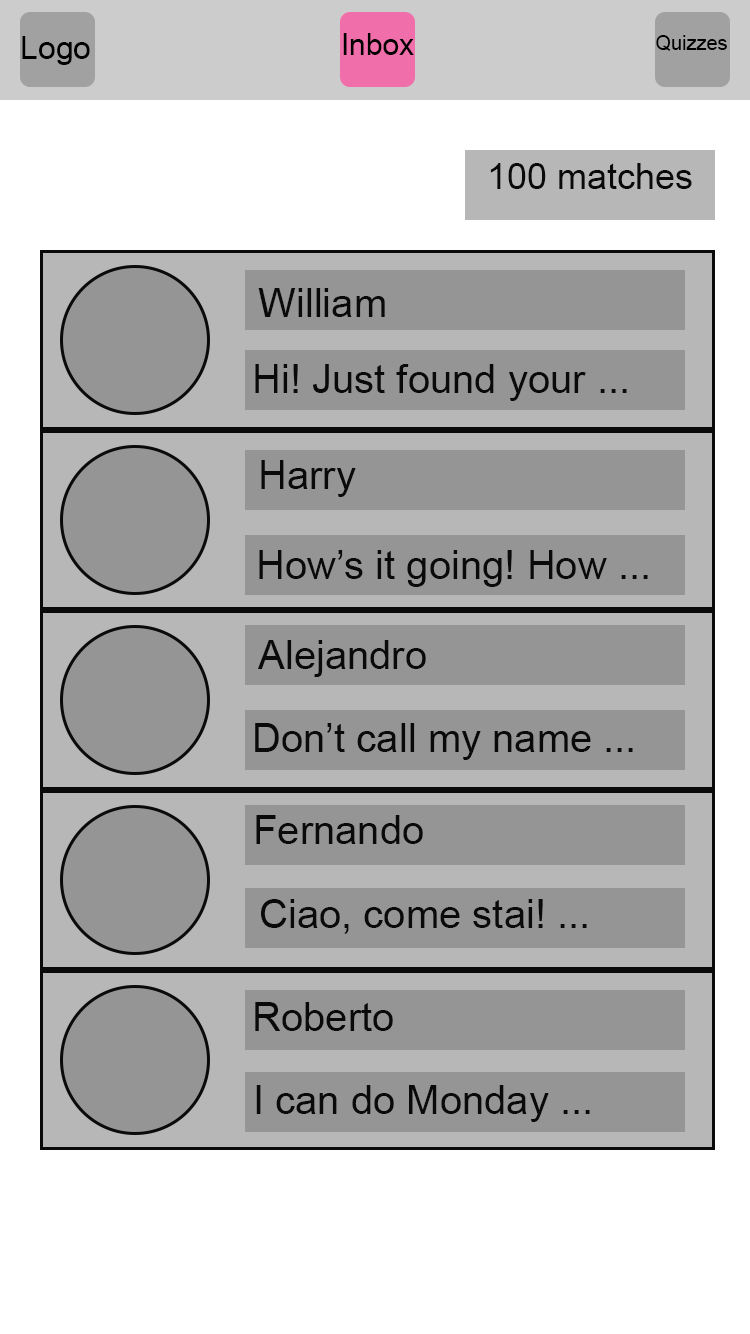 Logo
Inbox
Quizzes
100 matches
William
Hi! Just found your ...
Harry
How’s it going! How ...
Alejandro
Don’t call my name ...
Fernando
Ciao, come stai! ...
Roberto
I can do Monday ...